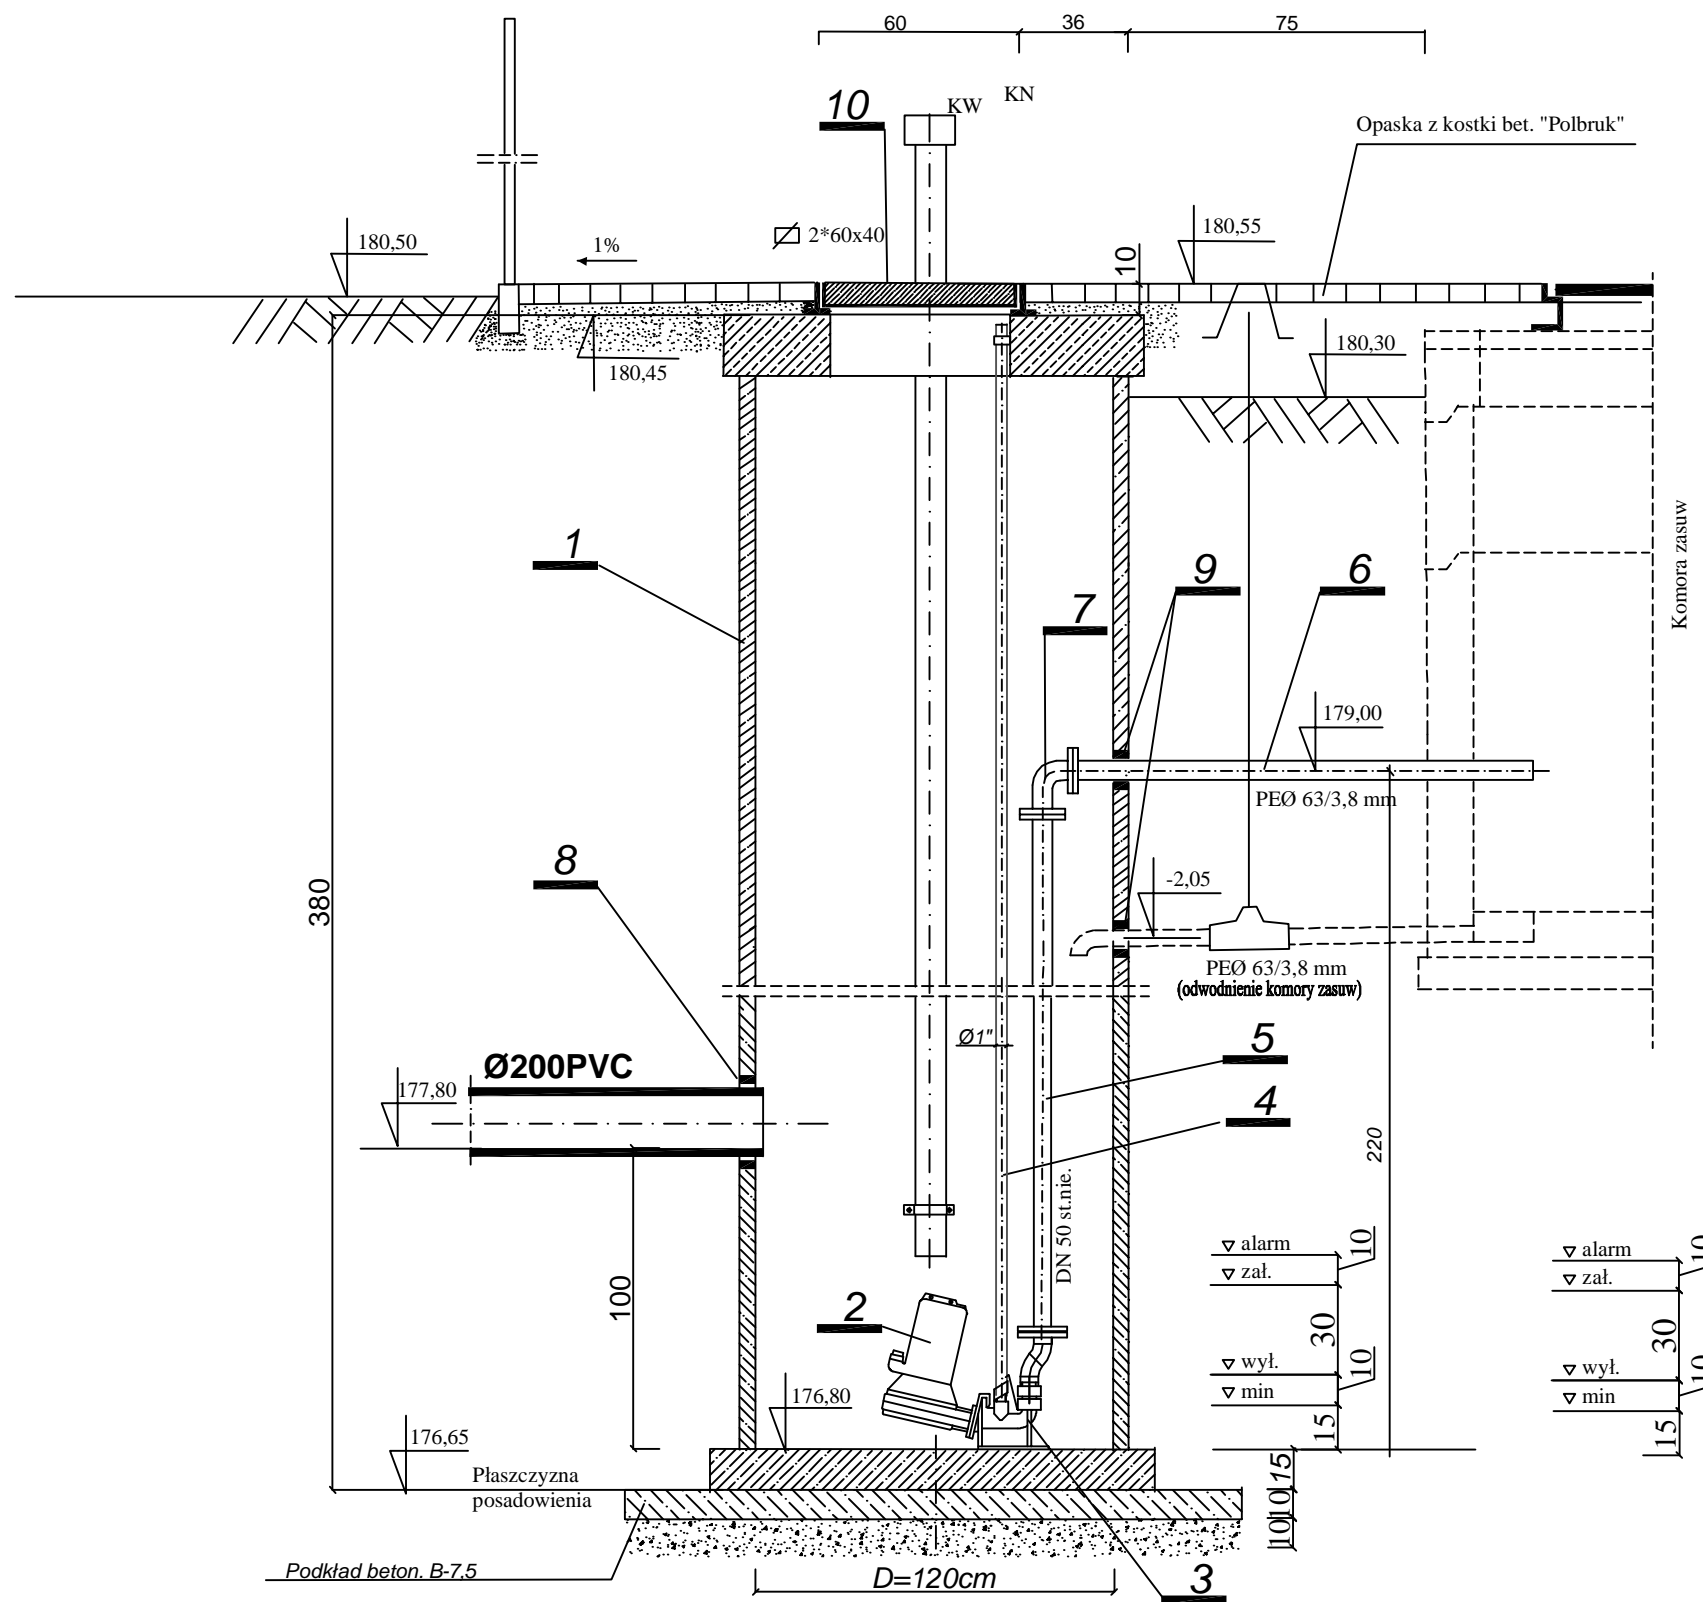 60
36
75
10
KW
KN
Opaska z kostki bet. "Polbruk"
180,50
1%
2*60x40
180,55
10
180,45
180,30
1
9
6
7
Komora zasuw
179,00
PEØ 63/3,8 mm
8
380
-2,05
PEØ 63/3,8 mm
(odwodnienie komory zasuw)
Ø1"
5
Ø200PVC
4
177,80
220
DN 50 st.nie.
100
2
alarm
10
zał.
30
wył.
10
min
15
alarm
10
zał.
30
wył.
10
min
15
176,80
176,65
Płaszczyzna
posadowienia
15
10
10
Podkład beton. B-7,5
D=120cm
3